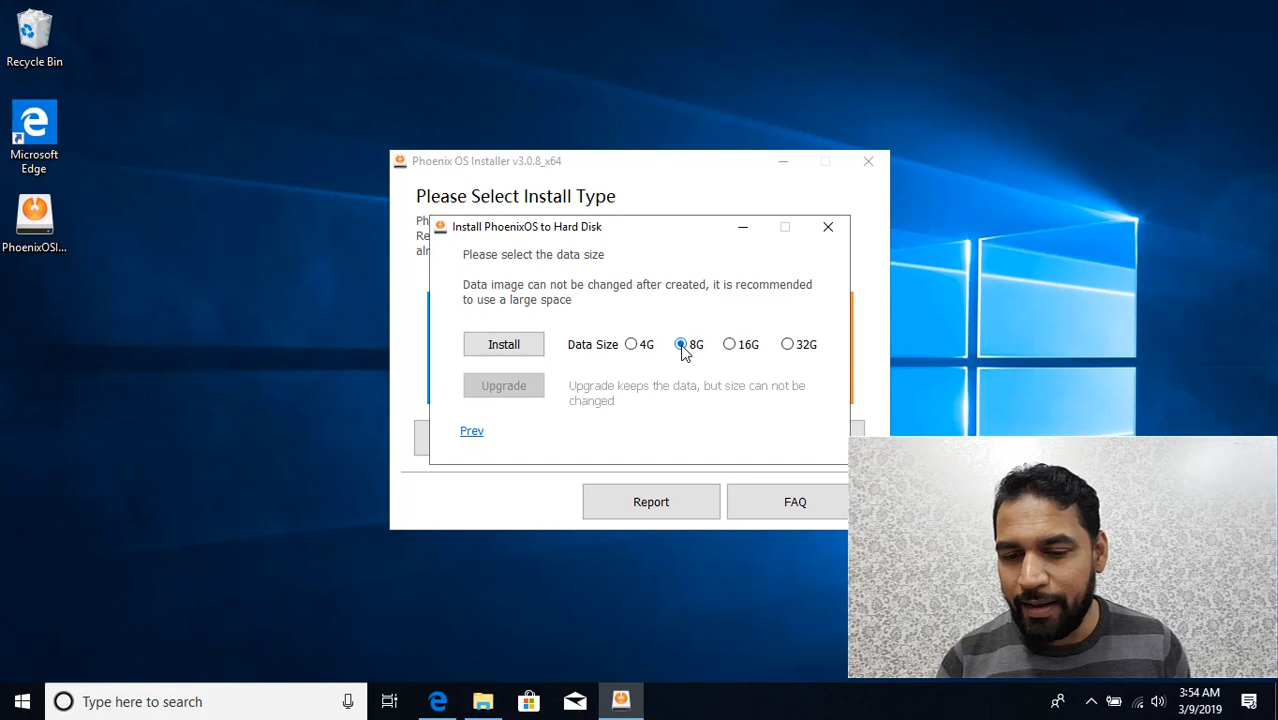 Recycle Bin
Microsoft
Edge
PhoenixOSI...
Phoenix OS Installer v3.0.8_x64
Please Select Install Type
Ph
Re
alr
Install PhoenixOS to Hard Disk
Please select the data size
Data image can not be changed after created, it is recommended
to use a large space
Install
Data Size 4G 8G 16G 32G
Upgrade
Upgrade keeps the data, but size can not be
changed
Prev
Report
FAQ
Type here to search
3:54 AM
3/9/2019